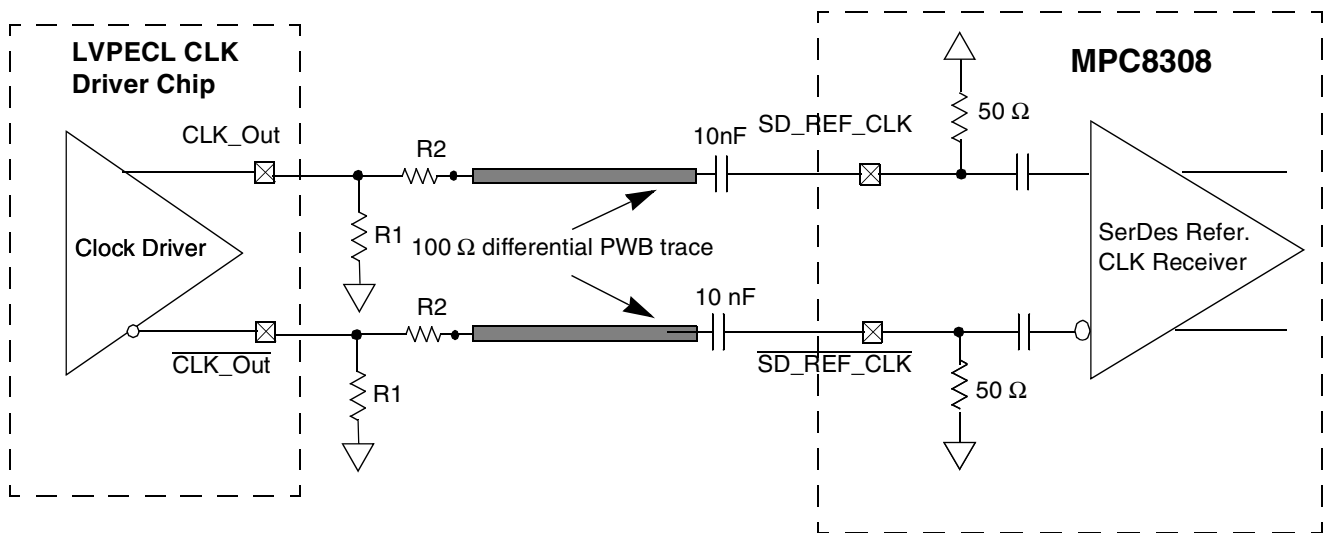 LVPECL CLK
Driver Chip
MPC8308
CLK_Out
R2
10nF
SD_REF_CLK
50 Ω
Clock Driver
R1
100 Ω differential PWB trace
SerDes Refer.
CLK Receiver
R2
10 nF
CLK_Out
SD_REF_CLK
R1
50 Ω